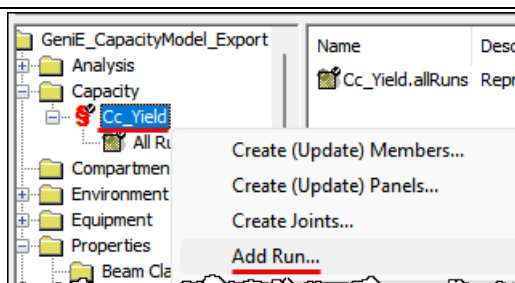 GeniE_CapacityModel_Export
Analysis
Capacity
Cc_Yield
All Ru
Compartmen
Environment
Equipment
Properties
Beam Cla
Name Desc
Cc_Yield.allRuns Repr
Create (Update) Members...
Create (Update) Panels...
Create Joints...
Add Run...